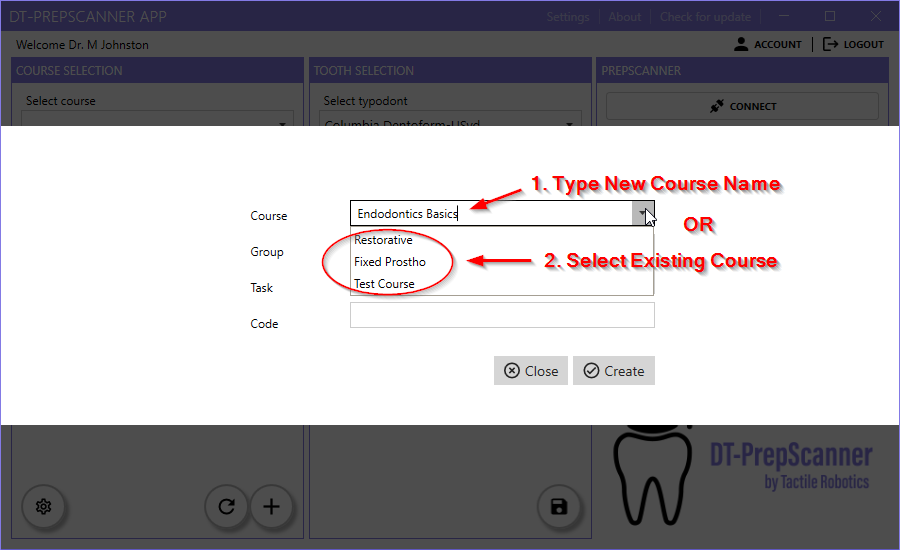 DT-PREPSCANNER APP
Settings About Check for update
Welcome Dr. M Johnston
ACCOUNT LOGOUT
COURSE SELECTION
TOOTH SELECTION
PREPSCANNER
Select course
Select typodont
CONNECT
Columbia Dentoform-USyd
1. Type New Course Name
Course
Endodontics Basics
OR
Group
Restorative
Fixed Prostho
2. Select Existing Course
Task
Test Course
Code
Close
Create
DT-PrepScanner
by Tactile Robotics